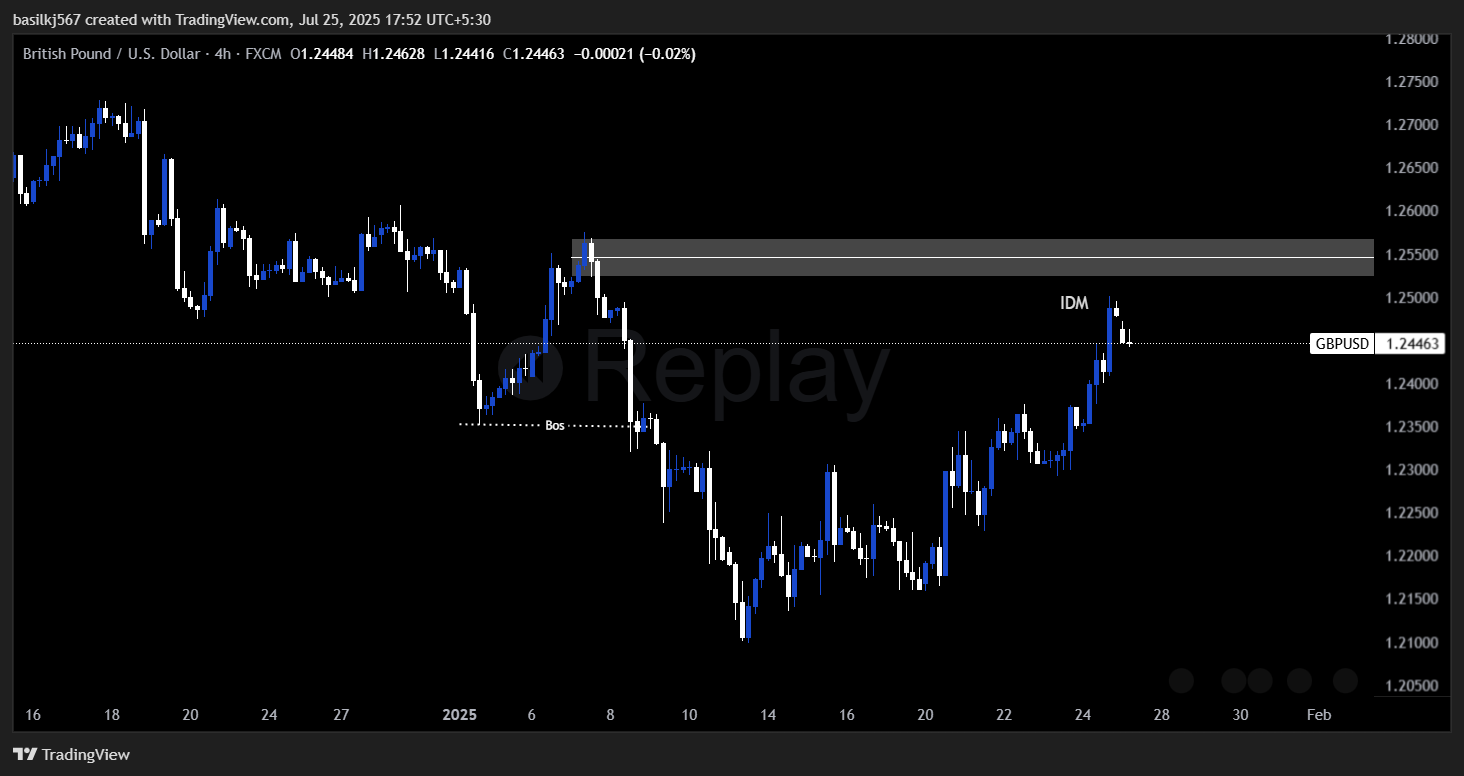 basilkj567 created with TradingView.com, Jul 25, 2025 17:52 UTC+5:30
British Pound / U.S. Dollar · 4h · FXCM O1.24484 H1.24628 L1.24416 C1.24463 −0.00021 (−0.02%)
1.28000
1.27500
1.27000
1.26500
1.26000
1.25500
IDM
1.25000
Replay
GBPUSD 1.24463
1.24000
Bos
1.23500
1.23000
1.22500
1.22000
1.21500
1.21000
1.20500
16 18 20 24 27 2025 6 8 10 14 16 20 22 24 28 30 Feb
TradingView